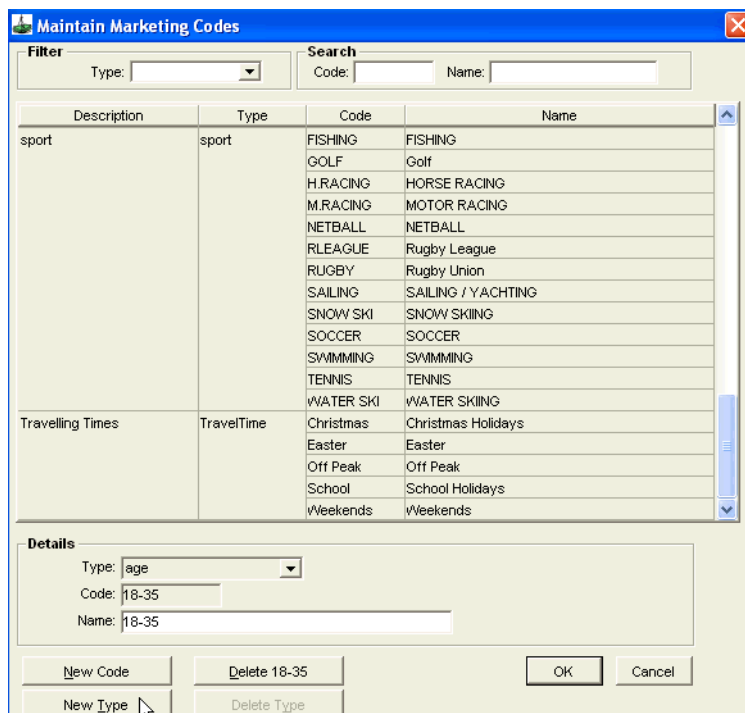 Maintain Marketing Codes
Filter
Search
Type:
Code:
Name:
Description Type Code Name
sport sport FISHING FISHING
GOLF Golf
H.RACING HORSE RACING
M.RACING MOTOR RACING
NETBALL NETBALL
RLEAGUE Rugby League
RUGBY Rugby Union
SAILING SAILING / YACHTING
SNOW SKI SNOW SKIING
SOCCER SOCCER
SWIMMING SWIMMING
TENNIS TENNIS
WATER SKI WATER SKIING
Travelling Times TravelTime Christmas Christmas Holidays
Easter Easter
Off Peak Off Peak
School School Holidays
Weekends Weekends
Details
Type: age
Code: 18-35
Name: 18-35
New Code Delete 18-35 OK Cancel
New Type Delete Type